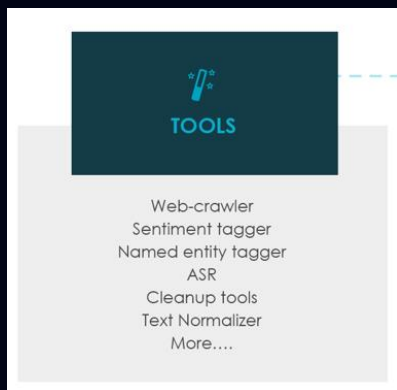 TOOLS
Web-crawler
Sentiment tagger
Named entity tagger
ASR
Cleanup tools
Text Normalizer
More....